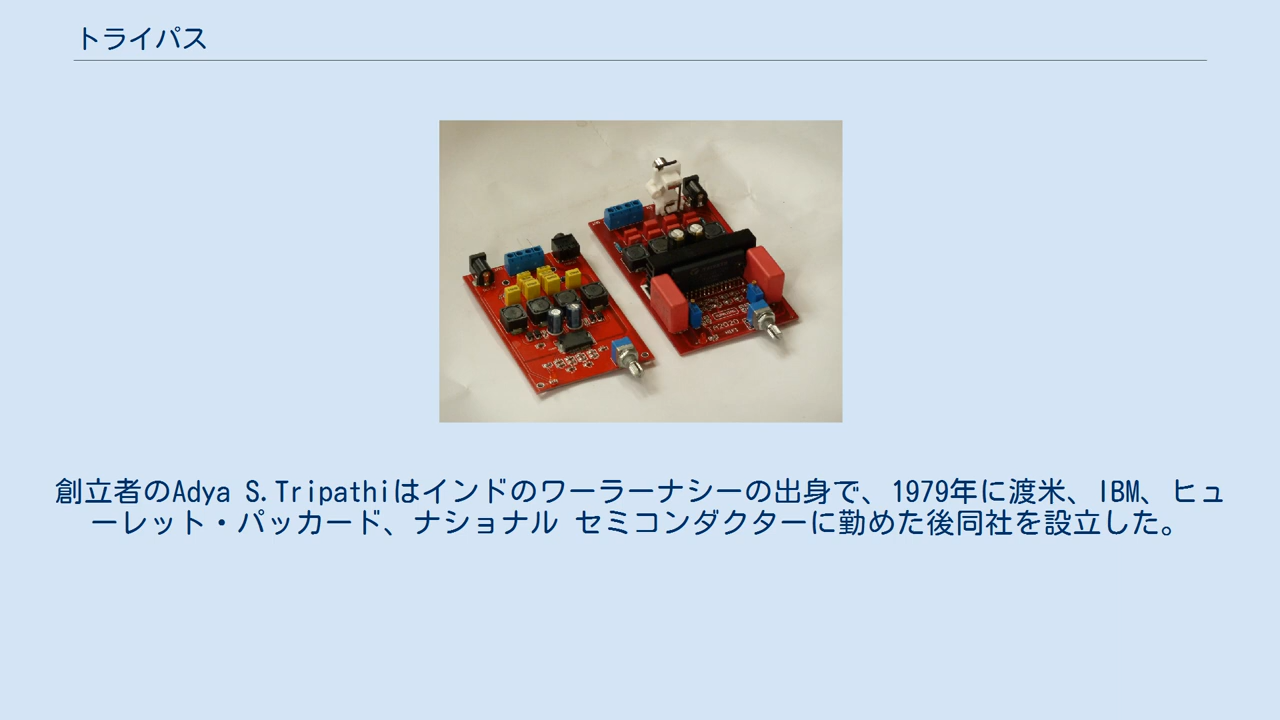 トライパス
創立者のAdya S.Tripathiはインドのワーラーナシーの出身で、1979年に渡米、IBM、ヒュ
ーレット・パッカード、ナショナル セミコンダクターに勤めた後同社を設立した。